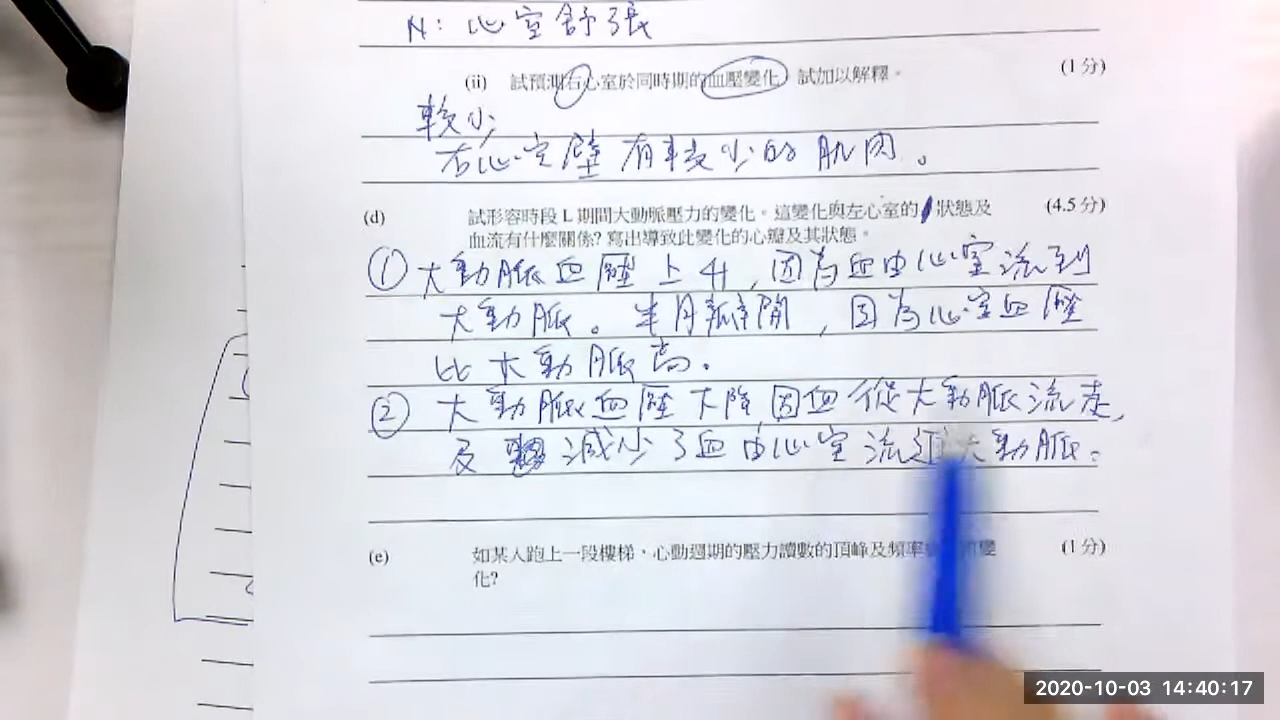 N: 心室舒張
(ii) 試預測右心室於同時期的血壓變化，試加以解釋。 (1 分)
較少
右心室壁有較少的肌肉。
(d) 試形容時段 L 期間大動脈壓力的變化。這變化與左心室的 狀態及 (4.5 分)
血流有什麼關係? 寫出導致此變化的心瓣及其狀態。
① 大動脈血壓上升，因為血由心室流到
大動脈。半月瓣開，因為心室血壓
比大動脈高。
② 大動脈血壓下降因血從大動脈流走，
及 減少了血由心室流 大動脈。
(e) 如某人跑上一段樓梯，心動週期的壓力讀數的頂峰及頻率 變 (1 分)
化?
2020-10-03 14:40:17